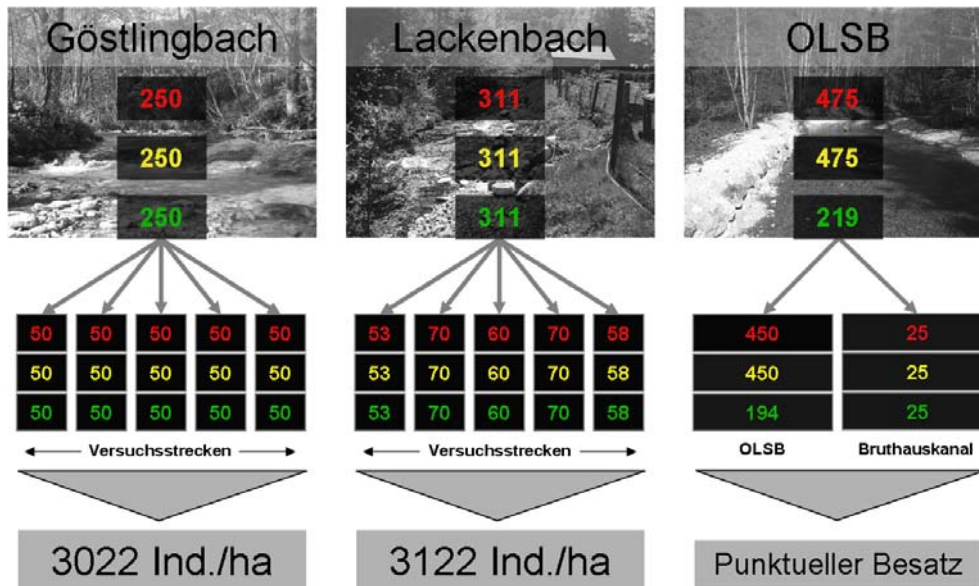 Göstlingbach
250
250
250
50 50 50 50 50
50 50 50 50 50
50 50 50 50 50
Versuchsstrecken
3022 Ind./ha
Lackenbach
311
311
311
53 70 60 70 58
53 70 60 70 58
53 70 60 70 58
Versuchsstrecken
3122 Ind./ha
OLSB
475
475
219
450 25
450 25
194 25
OLSB Bruthauskanal
Punktueller Besatz